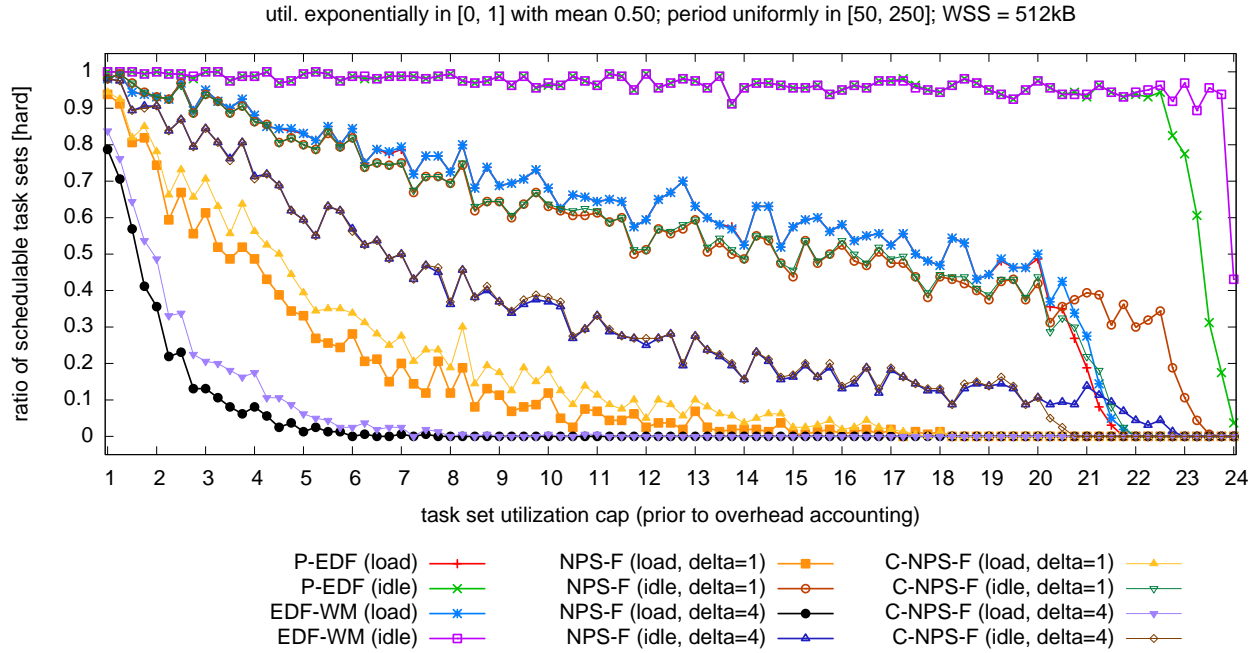 util. exponentially in [0, 1] with mean 0.50; period uniformly in [50, 250]; WSS = 512kB
ratio of schedulable task sets [hard]
1
0.9
0.8
0.7
0.6
0.5
0.4
0.3
0.2
0.1
0
1 2 3 4 5 6 7 8 9 10 11 12 13 14 15 16 17 18 19 20 21 22 23 24
task set utilization cap (prior to overhead accounting)
P-EDF (load) NPS-F (load, delta=1) C-NPS-F (load, delta=1)
P-EDF (idle) NPS-F (idle, delta=1) C-NPS-F (idle, delta=1)
EDF-WM (load) NPS-F (load, delta=4) C-NPS-F (load, delta=4)
EDF-WM (idle) NPS-F (idle, delta=4) C-NPS-F (idle, delta=4)